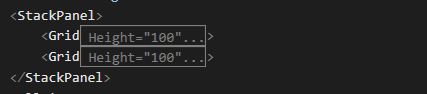 <StackPanel>
<Grid Height="100"...>
<Grid Height="100"...>
</StackPanel>